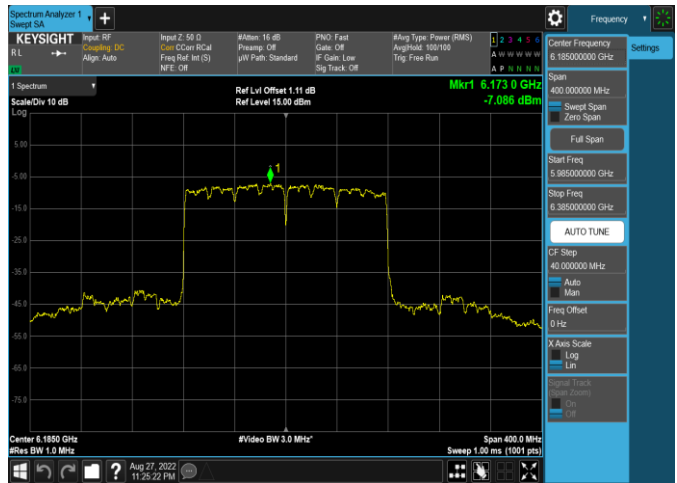 Spectrum Analyzer 1
Swept SA
+
Frequency
KEYSIGHT
RL
Input: RF
Coupling: DC
Align: Auto
Input Z: 50 Ω
Corr CCorr RCal
Freq Ref: Int (S)
NFE: Off
#Atten: 16 dB
Preamp: Off
µW Path: Standard
PNO: Fast
Gate: Off
IF Gain: Low
Sig Track: Off
#Avg Type: Power (RMS)
Avg|Hold: 100/100
Trig: Free Run
1 2 3 4 5 6
A W W W W W
A P N N N N
1 Spectrum
Scale/Div 10 dB
Log
Ref Lvl Offset 1.11 dB
Ref Level 15.00 dBm
Mkr1 6.173 0 GHz
-7.086 dBm
5.00
-5.00
-15.0
-25.0
-35.0
-45.0
-55.0
-65.0
-75.0
1
Center 6.1850 GHz
#Res BW 1.0 MHz
#Video BW 3.0 MHz*
Span 400.0 MHz
Sweep 1.00 ms (1001 pts)
Aug 27, 2022
11:25:22 PM
Center Frequency
6.185000000 GHz
Settings
Span
400.000000 MHz
Swept Span
Zero Span
Full Span
Start Freq
5.985000000 GHz
Stop Freq
6.385000000 GHz
AUTO TUNE
CF Step
40.000000 MHz
Auto
Man
Freq Offset
0 Hz
X Axis Scale
Log
Lin
Signal Track
(Span Zoom)
On
Off